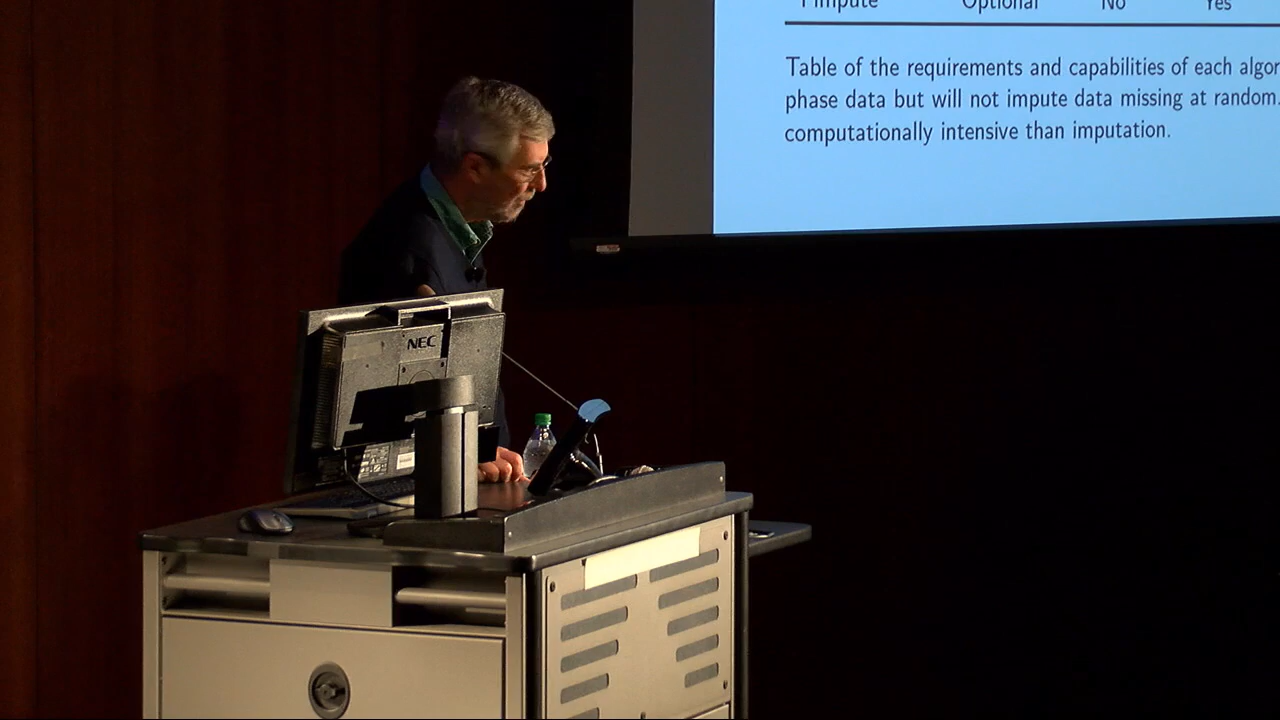 Impute Optional No Yes
Table of the requirements and capabilities of each
phase data but will not impute data missing at random.
computationally intensive than imputation.
NEC